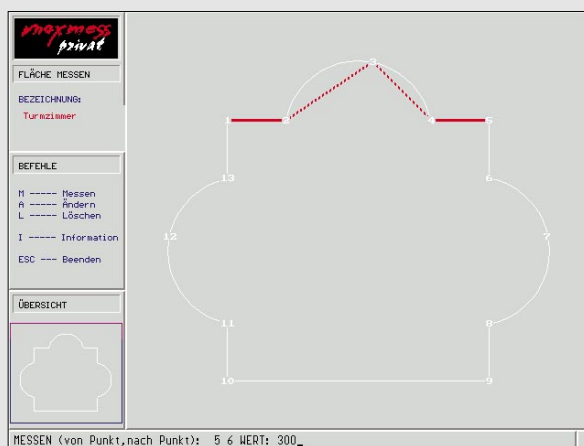 maxmess
privat
FLÄCHE MESSEN
BEZEICHNUNG:
Turmzimmer
BEFEHLE
M ----- Messen
A ----- Ändern
L ----- Löschen
I ----- Information
ESC --- Beenden
ÜBERSICHT
3
1 2 4 5
13 6
12 7
11 8
10 9
MESSEN (von Punkt,nach Punkt): 5 6 WERT: 300_